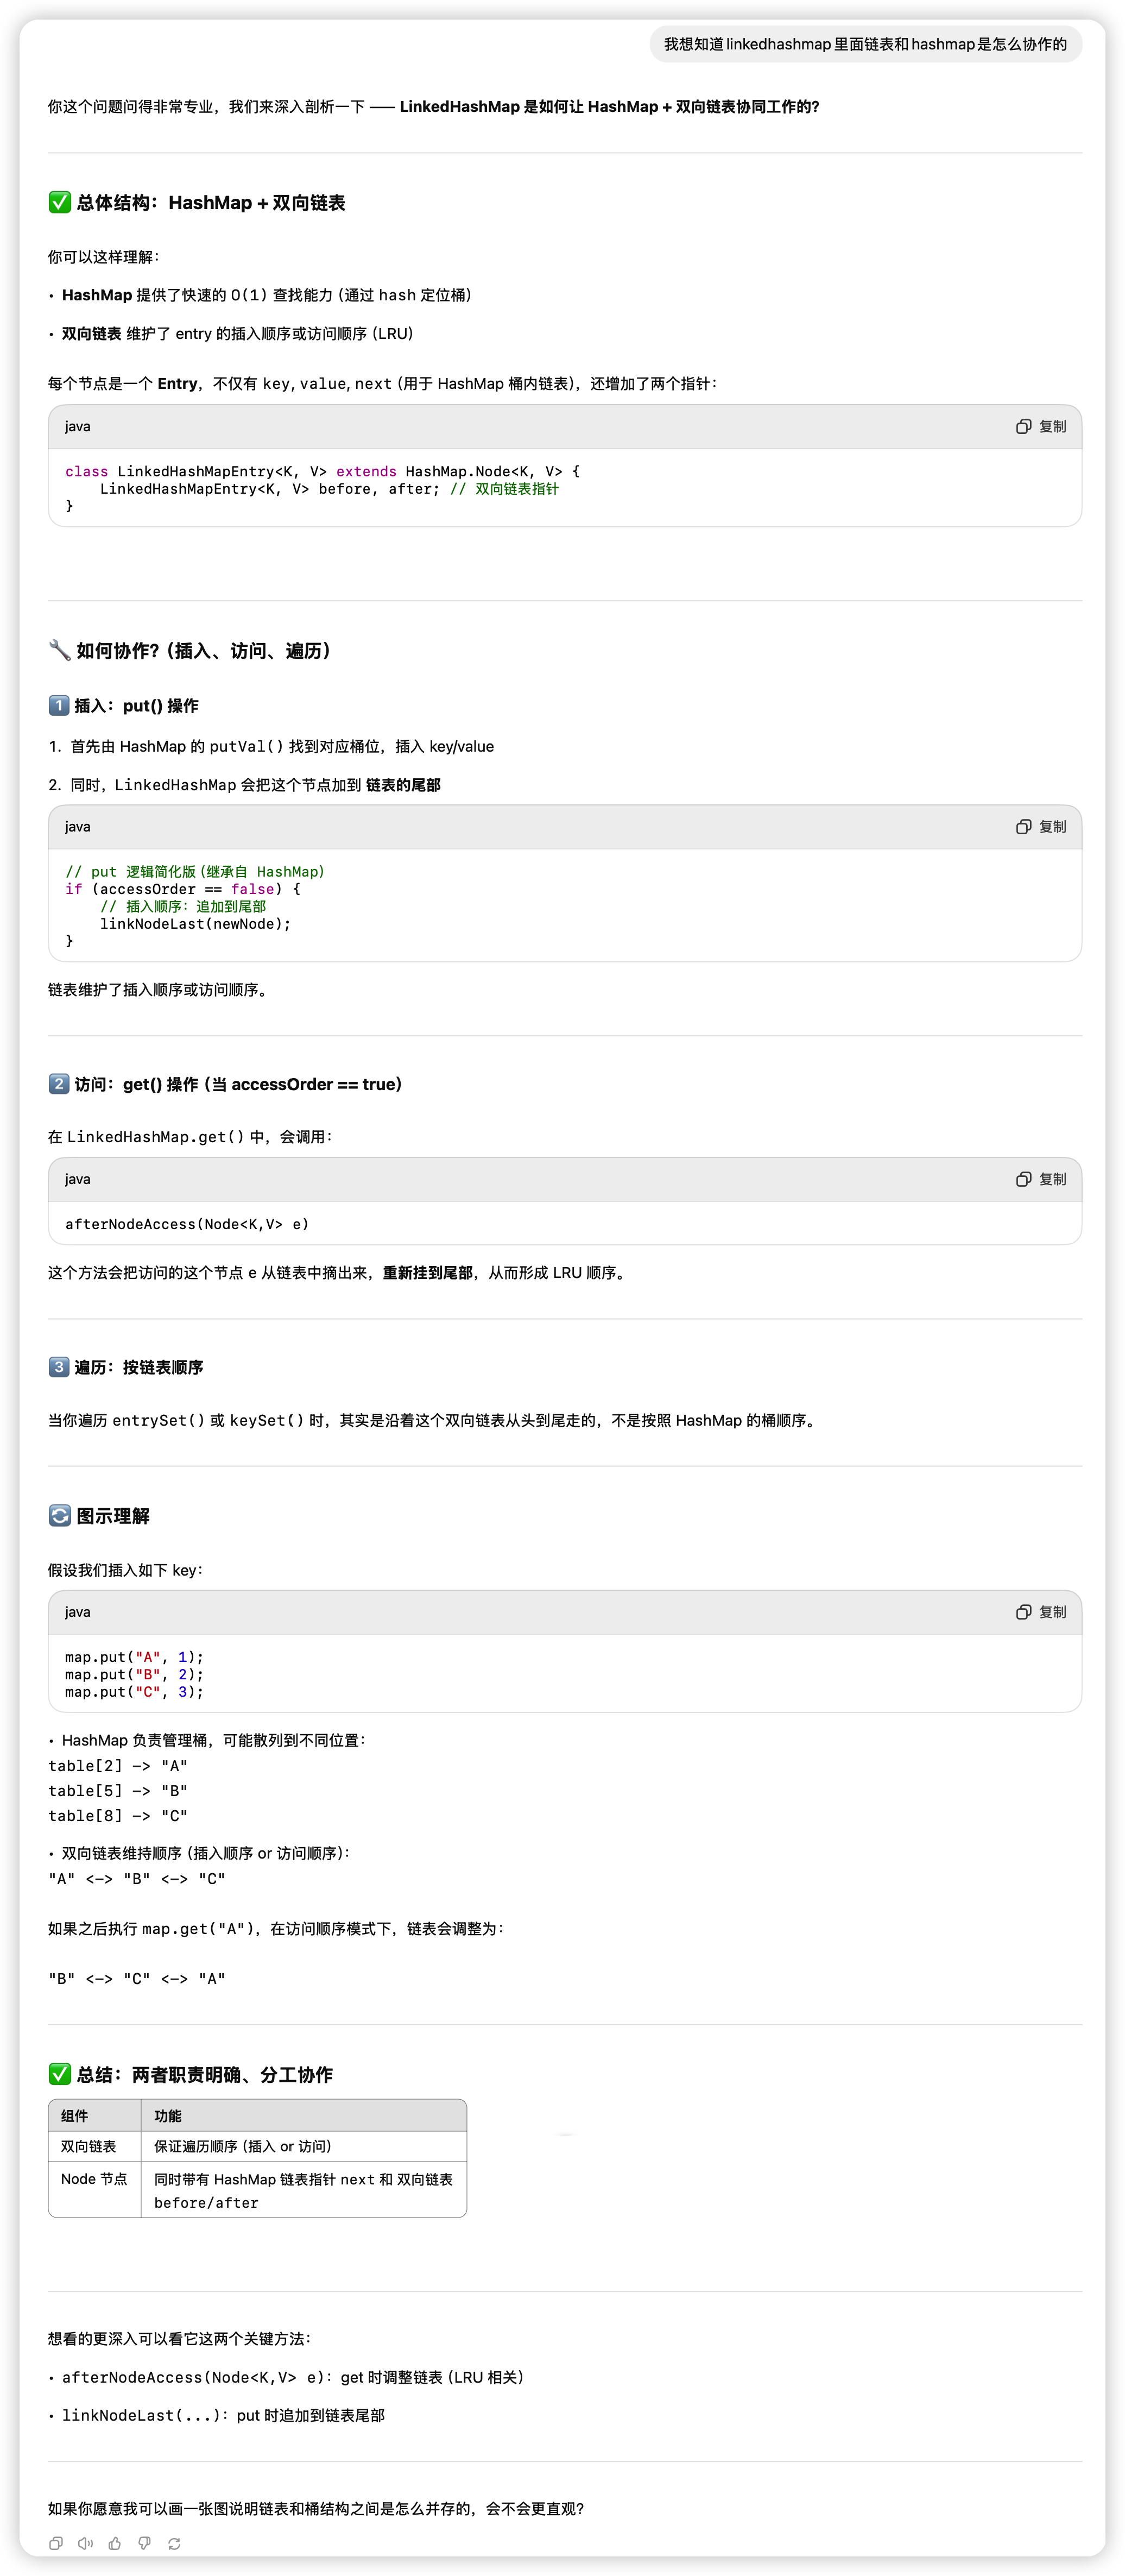 我想知道linkedhashmap里面链表和hashmap是怎么协作的
你这个问题问得非常专业，我们来深入剖析一下 —— LinkedHashMap 是如何让 HashMap + 双向链表协同工作的？
✅ 总体结构：HashMap + 双向链表
你可以这样理解：
• HashMap 提供了快速的 O(1) 查找能力（通过 hash 定位桶）
• 双向链表 维护了 entry 的插入顺序或访问顺序（LRU）
每个节点是一个 Entry，不仅有 key, value, next（用于 HashMap 桶内链表），还增加了两个指针：
java 复制
class LinkedHashMapEntry<K, V> extends HashMap.Node<K, V> {
    LinkedHashMapEntry<K, V> before, after; // 双向链表指针
}
🔧 如何协作？（插入、访问、遍历）
1️⃣ 插入：put() 操作
1. 首先由 HashMap 的 putVal() 找到对应桶位，插入 key/value
2. 同时，LinkedHashMap 会把这个节点加到 链表的尾部
java 复制
// put 逻辑简化版（继承自 HashMap）
if (accessOrder == false) {
    // 插入顺序：追加到尾部
    linkNodeLast(newNode);
}
链表维护了插入顺序或访问顺序。
2️⃣ 访问：get() 操作（当 accessOrder == true）
在 LinkedHashMap.get() 中，会调用：
java 复制
afterNodeAccess(Node<K,V> e)
这个方法会把访问的这个节点 e 从链表中摘出来，重新挂到尾部，从而形成 LRU 顺序。
3️⃣ 遍历：按链表顺序
当你遍历 entrySet() 或 keySet() 时，其实是沿着这个双向链表从头到尾走的，不是按照 HashMap 的桶顺序。
🔄 图示理解
假设我们插入如下 key：
java 复制
map.put("A", 1);
map.put("B", 2);
map.put("C", 3);
• HashMap 负责管理桶，可能散列到不同位置：
table[2] —> "A"
table[5] —> "B"
table[8] —> "C"
• 双向链表维持顺序（插入顺序 or 访问顺序）：
"A" <—> "B" <—> "C"
如果之后执行 map.get("A")，在访问顺序模式下，链表会调整为：
"B" <—> "C" <—> "A"
✅ 总结：两者职责明确、分工协作
组件 功能
双向链表 保证遍历顺序（插入 or 访问）
Node 节点 同时带有 HashMap 链表指针 next 和 双向链表
before/after
想看的更深入可以看它这两个关键方法：
• afterNodeAccess(Node<K,V> e)：get 时调整链表（LRU 相关）
• linkNodeLast(...)：put 时追加到链表尾部
如果你愿意我可以画一张图说明链表和桶结构之间是怎么并存的，会不会更直观？